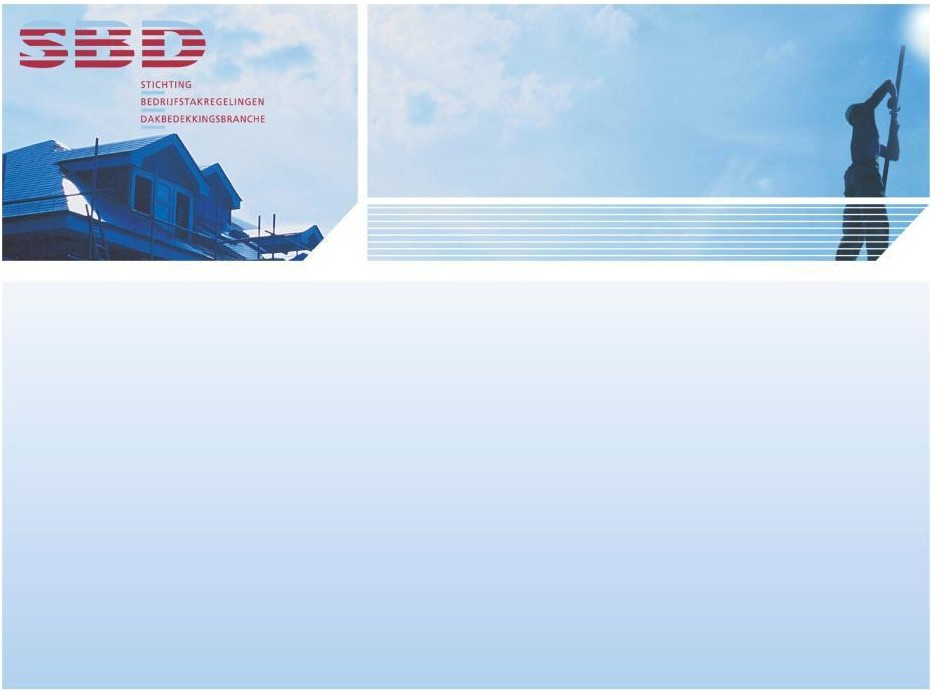 SBD
STICHTING
BEDRIJFSTAKREGELINGEN
DAKBEDEKKINGSBRANCHE